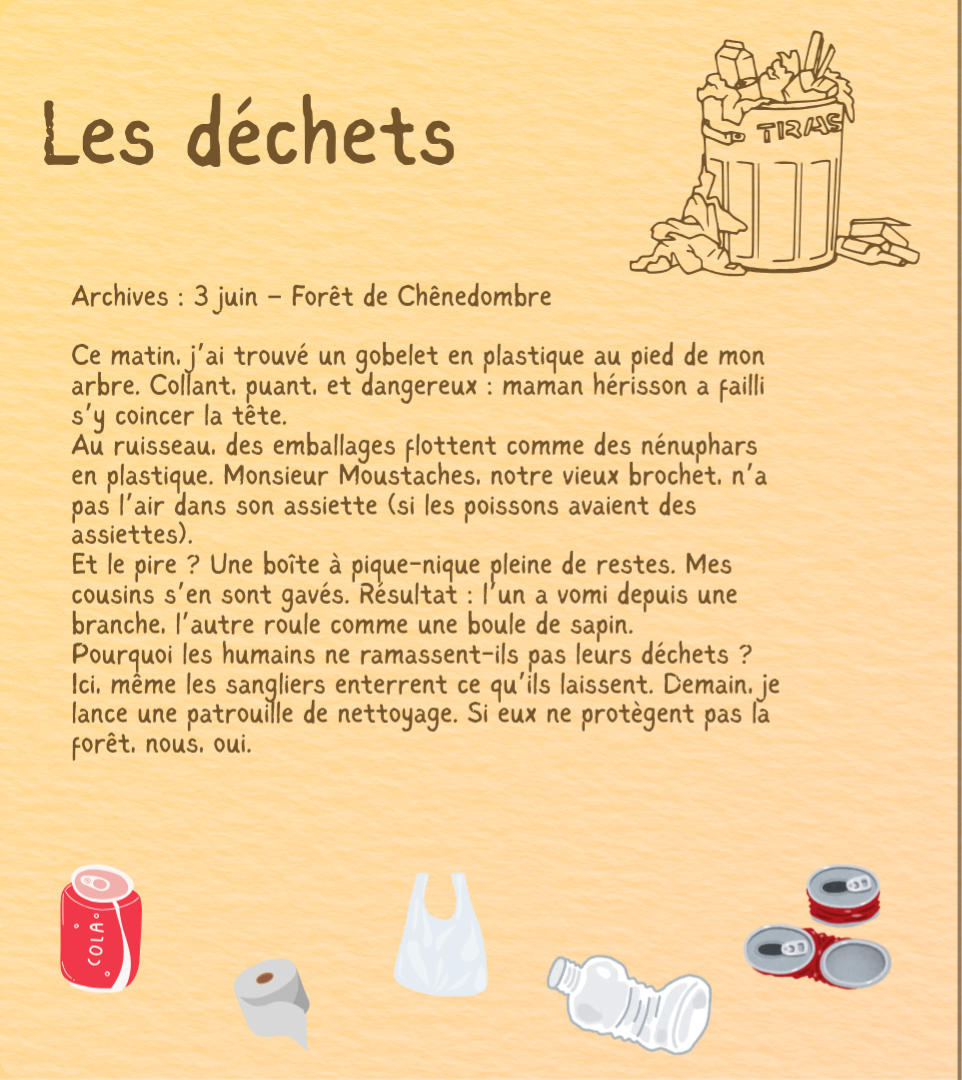 Les déchets
TRAS
Archives : 3 juin – Forêt de Chênedombre
Ce matin, j'ai trouvé un gobelet en plastique au pied de mon
arbre. Collant, puant, et dangereux : maman hérisson a failli
s'y coincer la tête.
Au ruisseau, des emballages flottent comme des nénuphars
en plastique. Monsieur Moustaches, notre vieux brochet, n'a
pas l'air dans son assiette (si les poissons avaient des
assiettes).
Et le pire ? Une boîte à pique-nique pleine de restes. Mes
cousins s'en sont gavés. Résultat : l'un a vomi depuis une
branche, l'autre roule comme une boule de sapin.
Pourquoi les humains ne ramassent-ils pas leurs déchets ?
Ici, même les sangliers enterrent ce qu'ils laissent. Demain, je
lance une patrouille de nettoyage. Si eux ne protègent pas la
forêt, nous, oui.
COLA